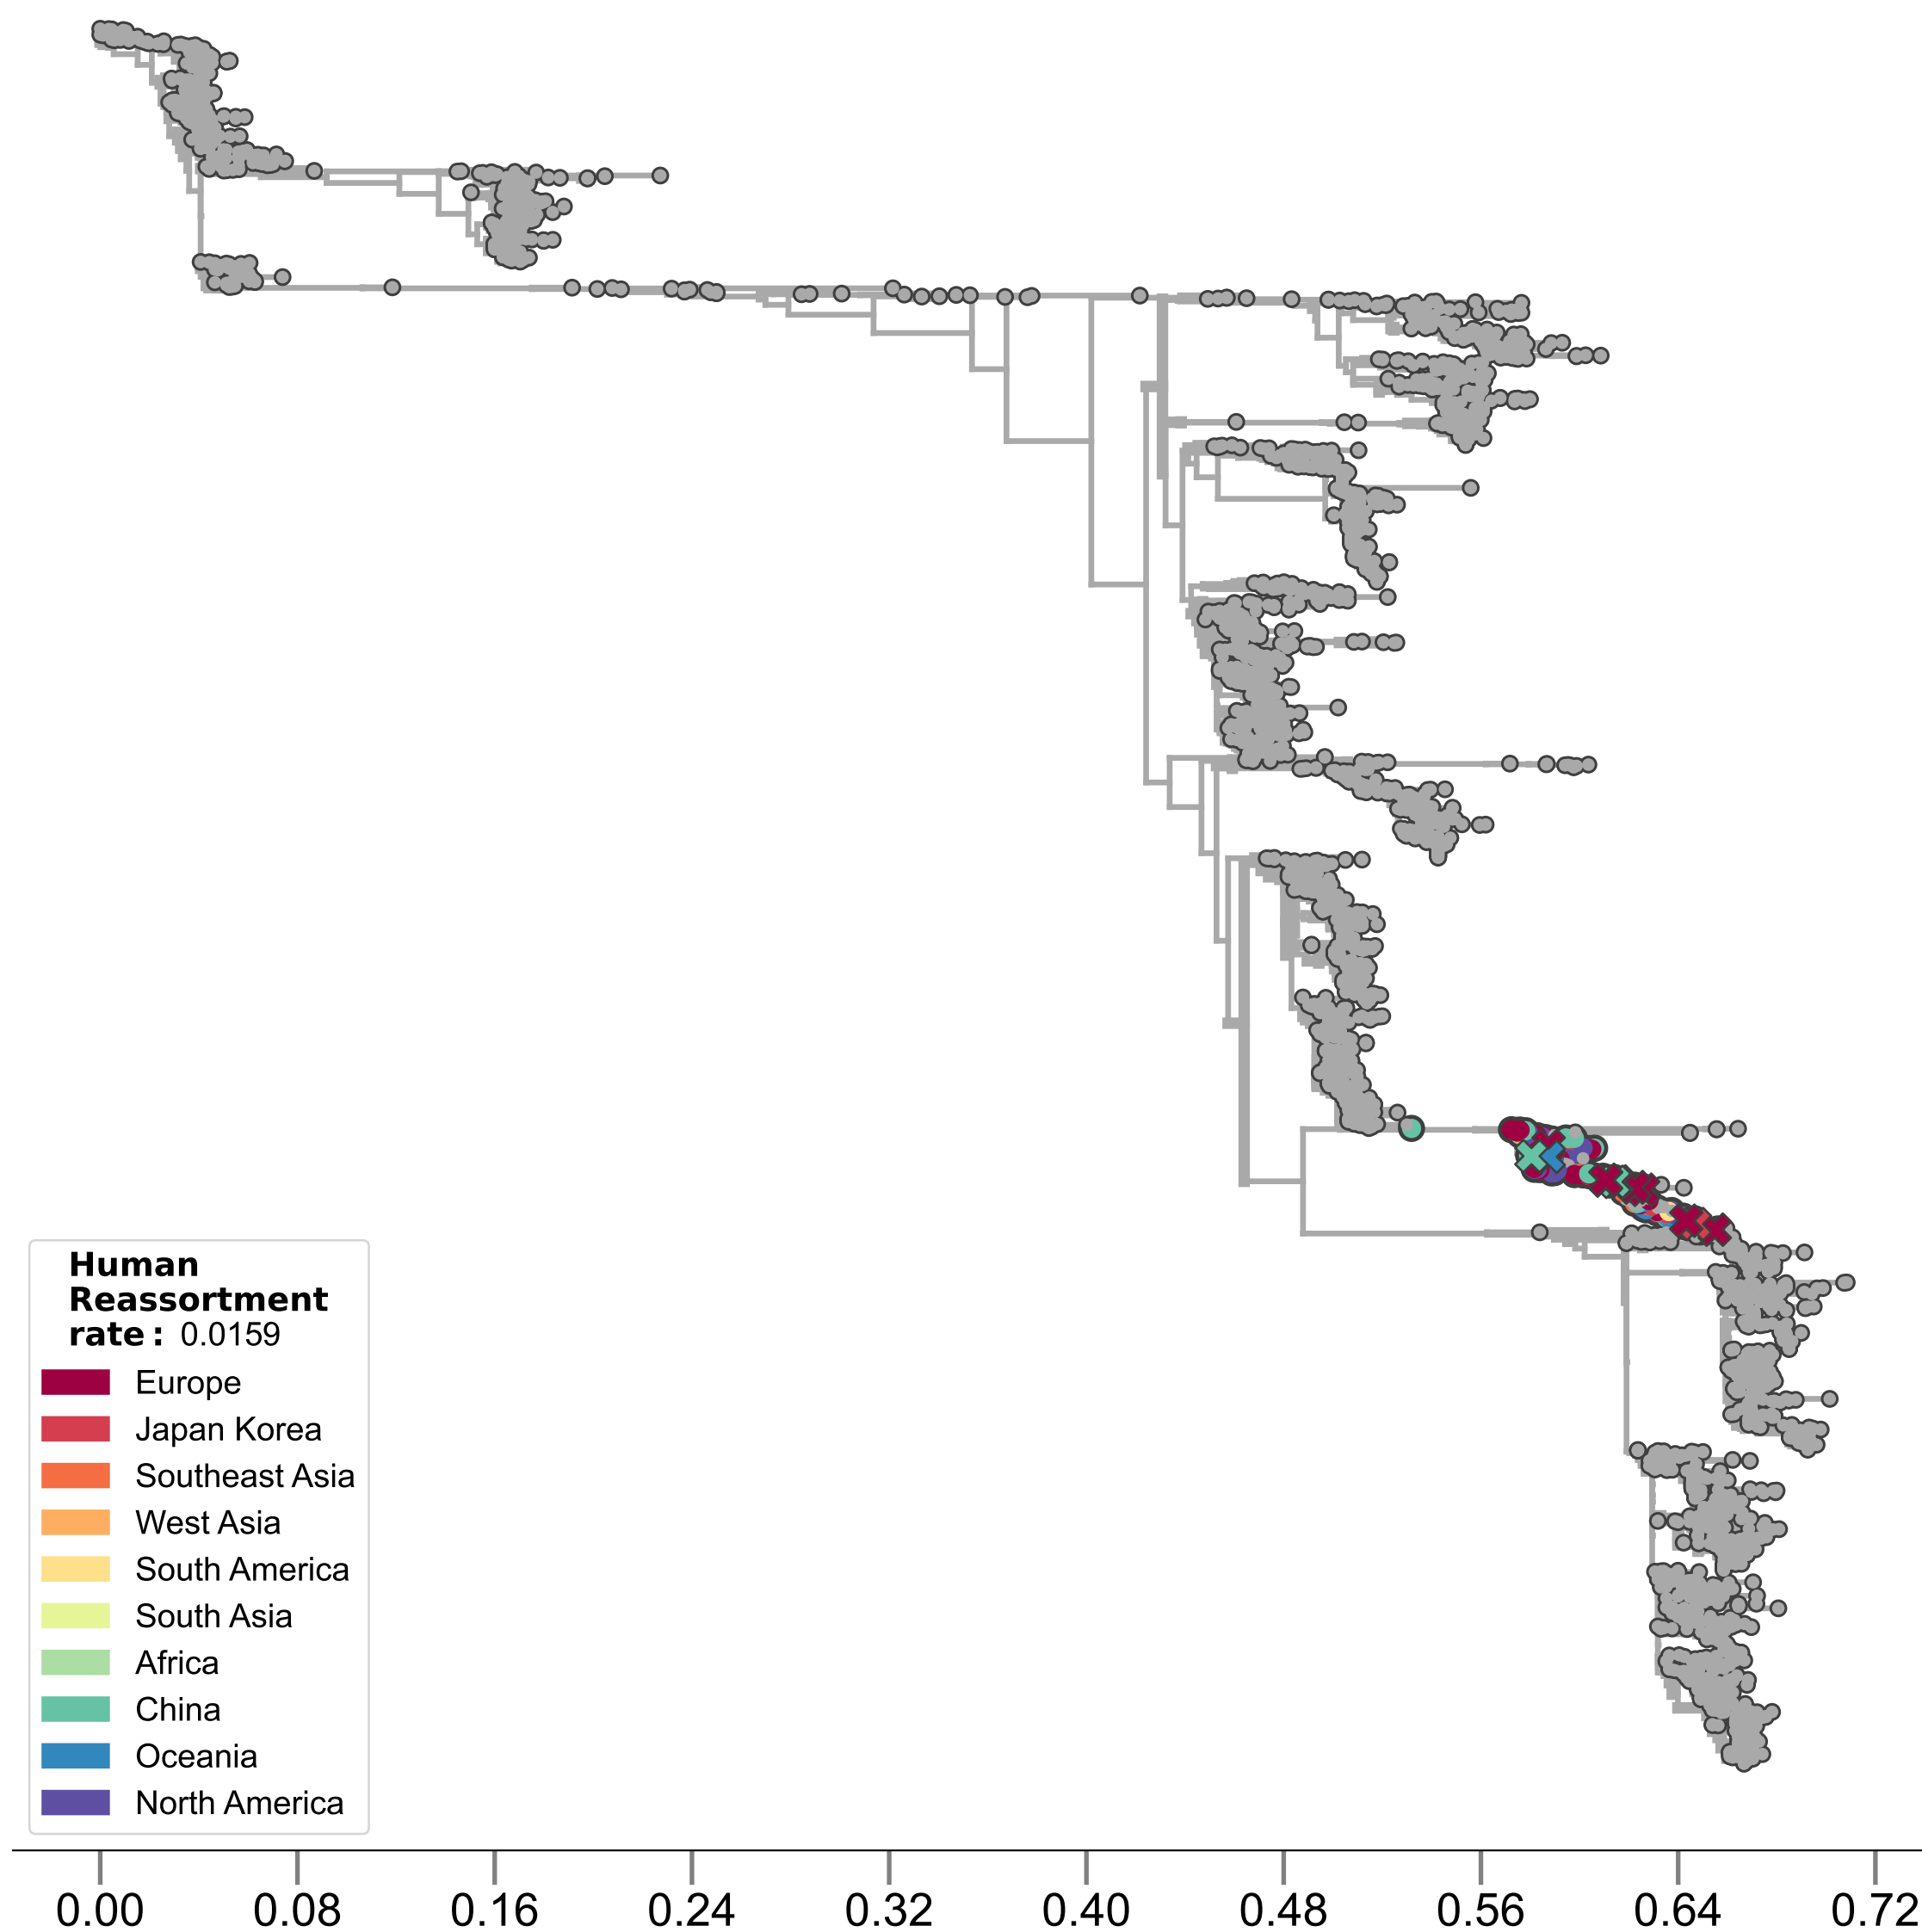 Human
Reassortment
rate: 0.0159
Europe
Japan Korea
Southeast Asia
West Asia
South America
South Asia
Africa
China
Oceania
North America
0.00 0.08 0.16 0.24 0.32 0.40 0.48 0.56 0.64 0.72